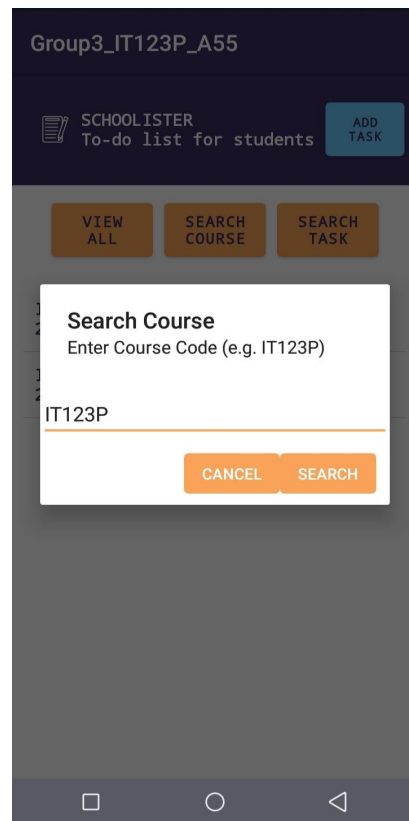 Group3_IT123P_A55
SCHOOLISTER
To-do list for students
ADD
TASK
VIEW
ALL
SEARCH
COURSE
SEARCH
TASK
Search Course
Enter Course Code (e.g. IT123P)
IT123P
CANCEL
SEARCH